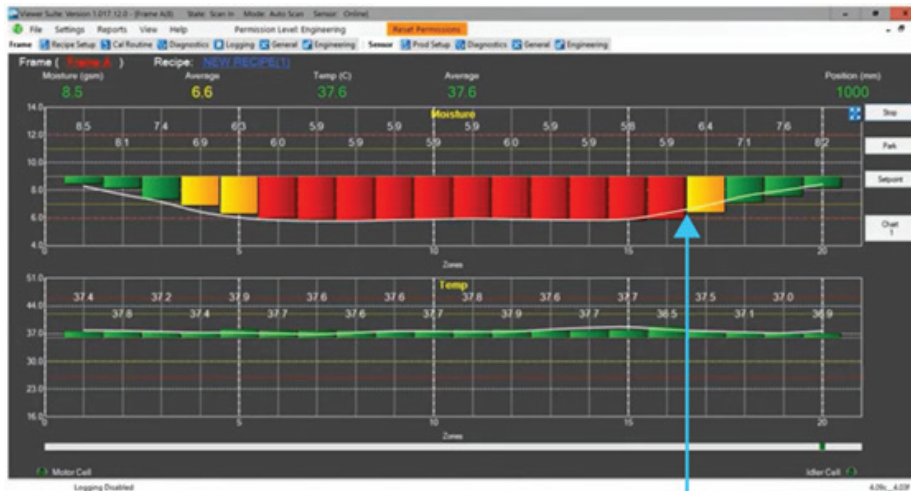 Viewer Suite: Version 1.017.12.0 - (Frame A,B) State: Scan In Mode: Auto Scan Sensor: Online|
File Settings Reports View Help Permission Level: Engineering Reset Permissions
Frame Recipe Setup Cal Routine Diagnostics Logging General Engineering Sensor Prod Setup Diagnostics General Engineering
Frame ( Frame A ) Recipe: NEW RECIPE(1)
Moisture (gsm) Average Temp (C) Average Position (mm)
8.5 6.6 37.6 37.6 1000
Moisture
Stop
14.0
8.5 7.4 6.3 5.9 5.9 5.9 5.9 5.8 6.4 7.6
12.0
8.1 6.9 6.0 5.9 6.0 5.9 5.9 5.9 7.1 8.2
Park
10.0
Setpoint
8.0
6.0
Chart
1
4.0
0 5 10 15 20
Zones
51.0
Temp
37.4 37.2 37.9 37.6 37.6 37.8 37.6 37.7 37.5 37.0
44.0
37.8 37.4 37.7 37.6 37.7 37.9 37.7 38.5 37.1 36.9
37.0
30.0
23.0
16.0
0 5 10 15 20
Zones
Motor Cell Idler Cell
Logging Disabled